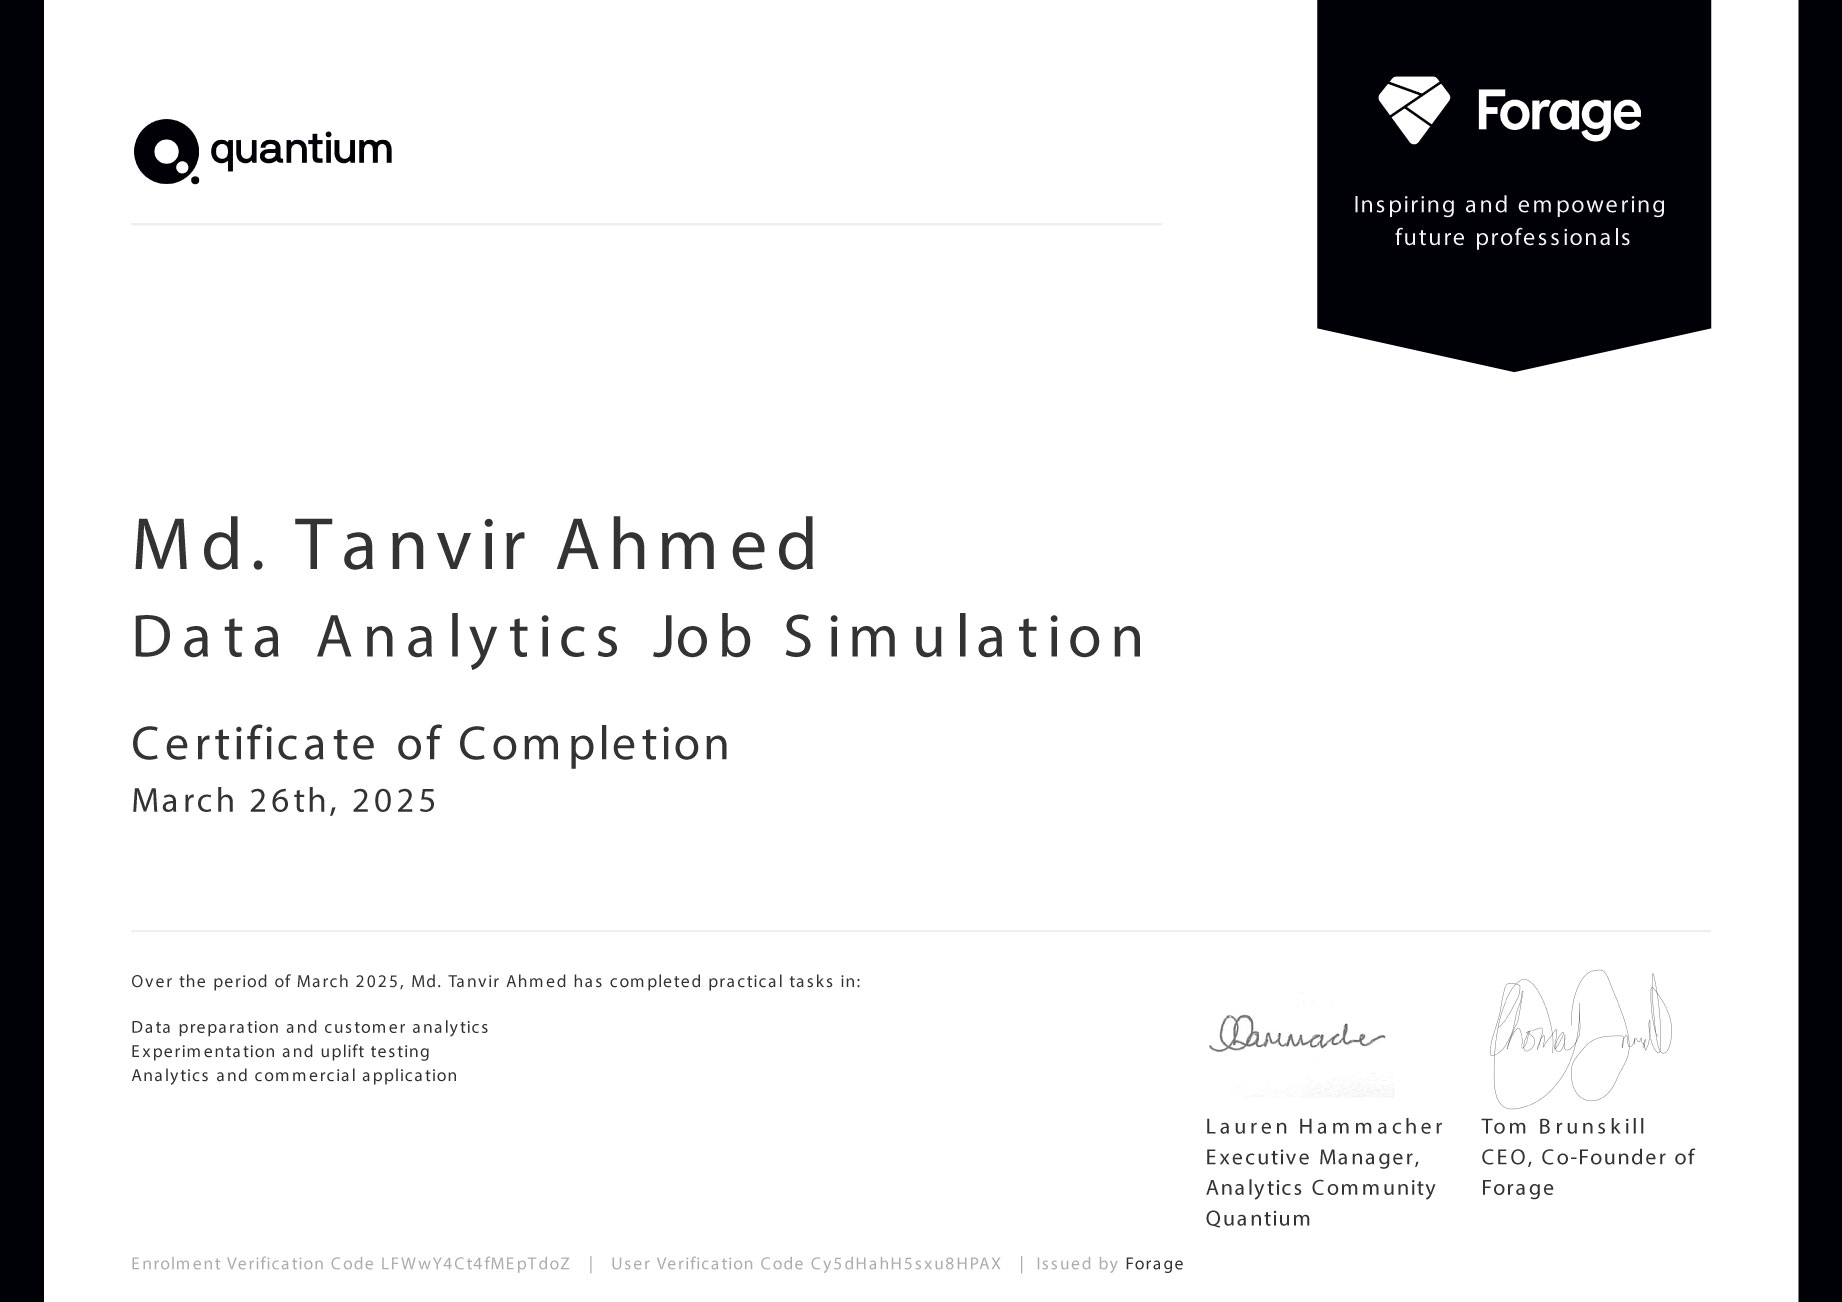 quantium
Forage
Inspiring and empowering
future professionals
Md. Tanvir Ahmed
Data Analytics Job Simulation
Certificate of Completion
March 26th, 2025
Over the period of March 2025, Md. Tanvir Ahmed has completed practical tasks in:
Data preparation and customer analytics
Experimentation and uplift testing
Analytics and commercial application
Lauren Hammacher
Executive Manager,
Analytics Community
Quantium
Tom Brunskill
CEO, Co-Founder of
Forage
Enrolment Verification Code LFWwY4Ct4fMEpTdoZ | User Verification Code Cy5dHahH5sxu8HPAX | Issued by Forage